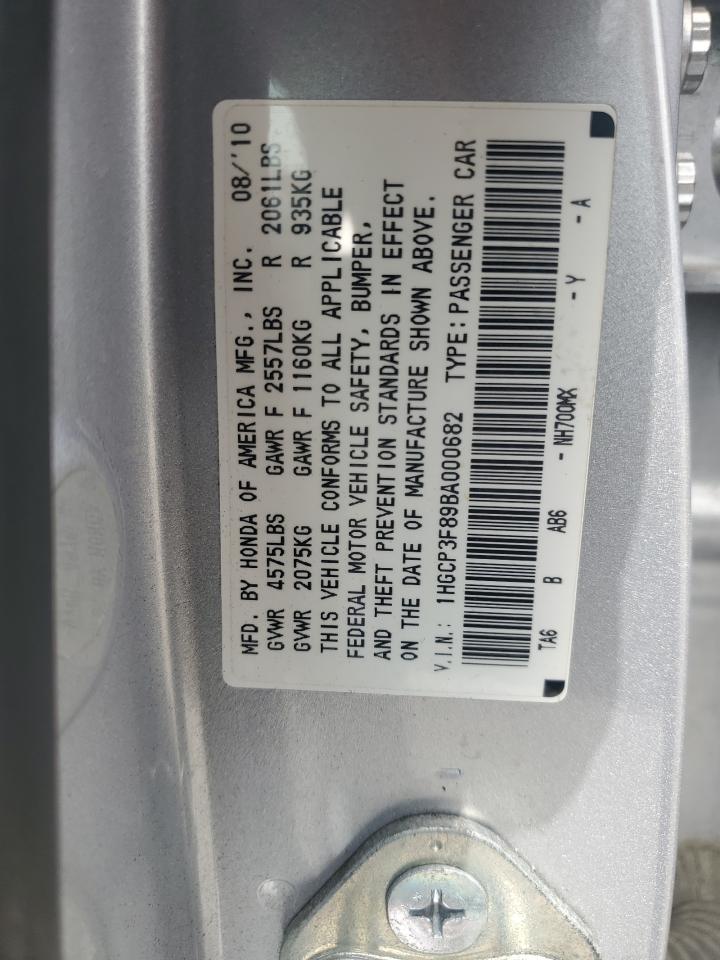 MFD. BY HONDA OF AMERICA MFG., INC. 08/'10
GVWR 4575LBS GAWR F 2557LBS R 2061LBS
GVWR 2075KG GAWR F 1160KG R 935KG
THIS VEHICLE CONFORMS TO ALL APPLICABLE
FEDERAL MOTOR VEHICLE SAFETY, BUMPER,
AND THEFT PREVENTION STANDARDS IN EFFECT
ON THE DATE OF MANUFACTURE SHOWN ABOVE.
V.I.N.: 1HGCP3F89BA000682 TYPE: PASSENGER CAR
TA6 B AB6 - NH700MX - Y - A